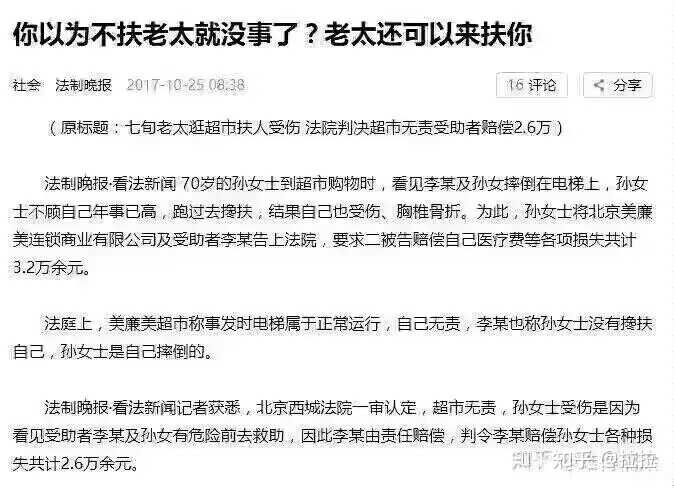 你以为不扶老太就没事了？老太还可以来扶你
社会 法制晚报 2017-10-25 08:38 16 评论 分享
（原标题：七旬老太逛超市扶人受伤 法院判决超市无责受助者赔偿2.6万）
法制晚报·看法新闻 70岁的孙女士到超市购物时，看见李某及孙女摔倒在电梯上，孙女
士不顾自己年事已高，跑过去搀扶，结果自己也受伤、胸椎骨折。为此，孙女士将北京美廉
美连锁商业有限公司及受助者李某告上法院，要求二被告赔偿自己医疗费等各项损失共计
3.2万余元。
法庭上，美廉美超市称事发时电梯属于正常运行，自己无责，李某也称孙女士没有搀扶
自己，孙女士是自己摔倒的。
法制晚报·看法新闻记者获悉，北京西城法院一审认定，超市无责，孙女士受伤是因为
看见受助者李某及孙女有危险前去救助，因此李某由责任赔偿，判令李某赔偿孙女士各种损
失共计2.6万余元。
知乎 @拉拉